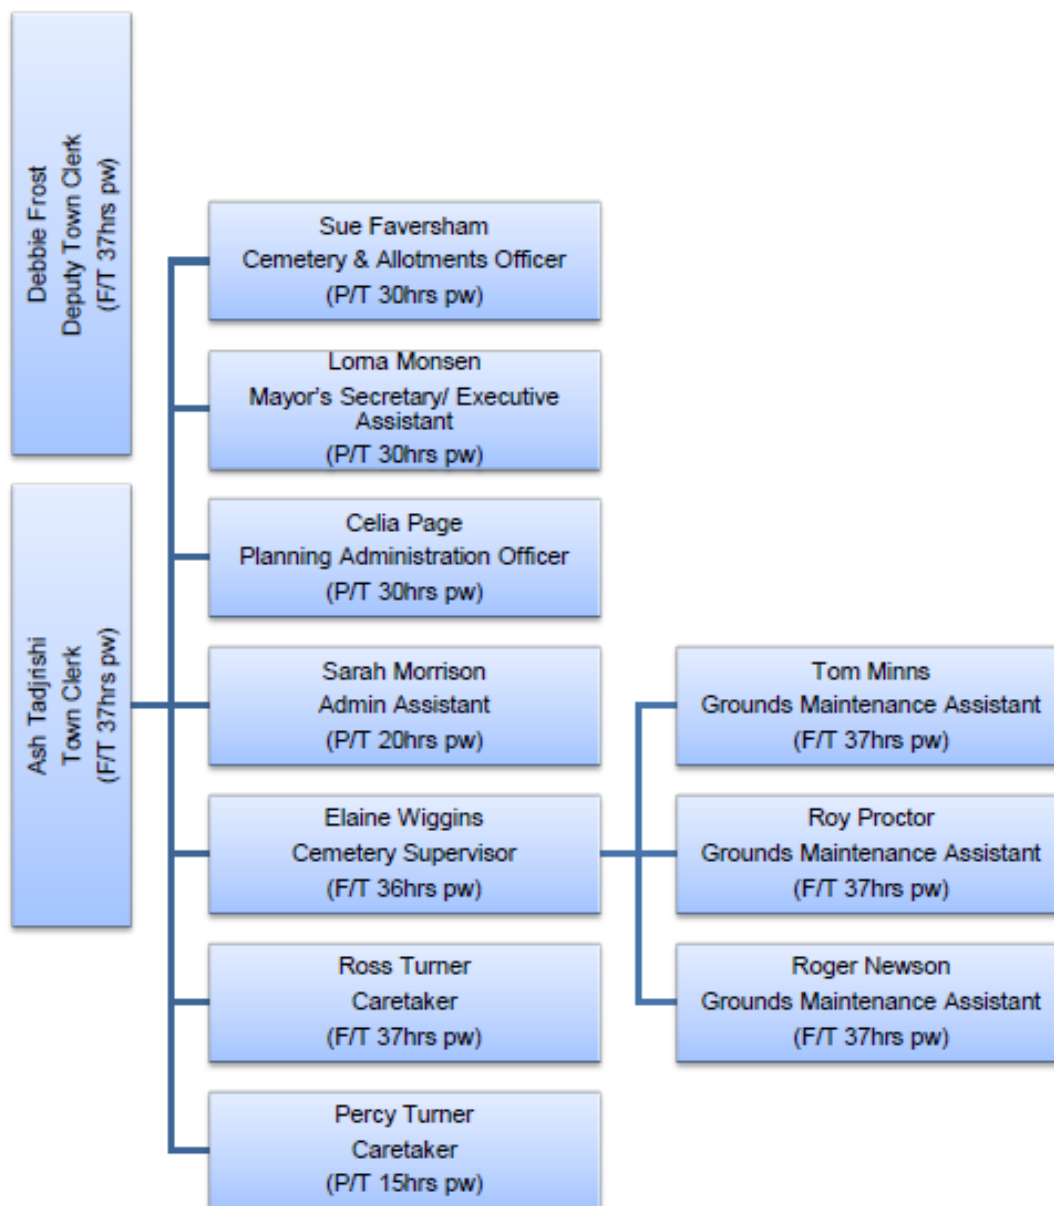 Debbie Frost
Deputy Town Clerk
(F/T 37hrs pw)
Ash Tadjrishi
Town Clerk
(F/T 37hrs pw)
Sue Faversham
Cemetery & Allotments Officer
(P/T 30hrs pw)
Lorna Monsen
Mayor's Secretary/ Executive
Assistant
(P/T 30hrs pw)
Celia Page
Planning Administration Officer
(P/T 30hrs pw)
Sarah Morrison
Admin Assistant
(P/T 20hrs pw)
Elaine Wiggins
Cemetery Supervisor
(F/T 36hrs pw)
Ross Turner
Caretaker
(F/T 37hrs pw)
Percy Turner
Caretaker
(P/T 15hrs pw)
Tom Minns
Grounds Maintenance Assistant
(F/T 37hrs pw)
Roy Proctor
Grounds Maintenance Assistant
(F/T 37hrs pw)
Roger Newson
Grounds Maintenance Assistant
(F/T 37hrs pw)